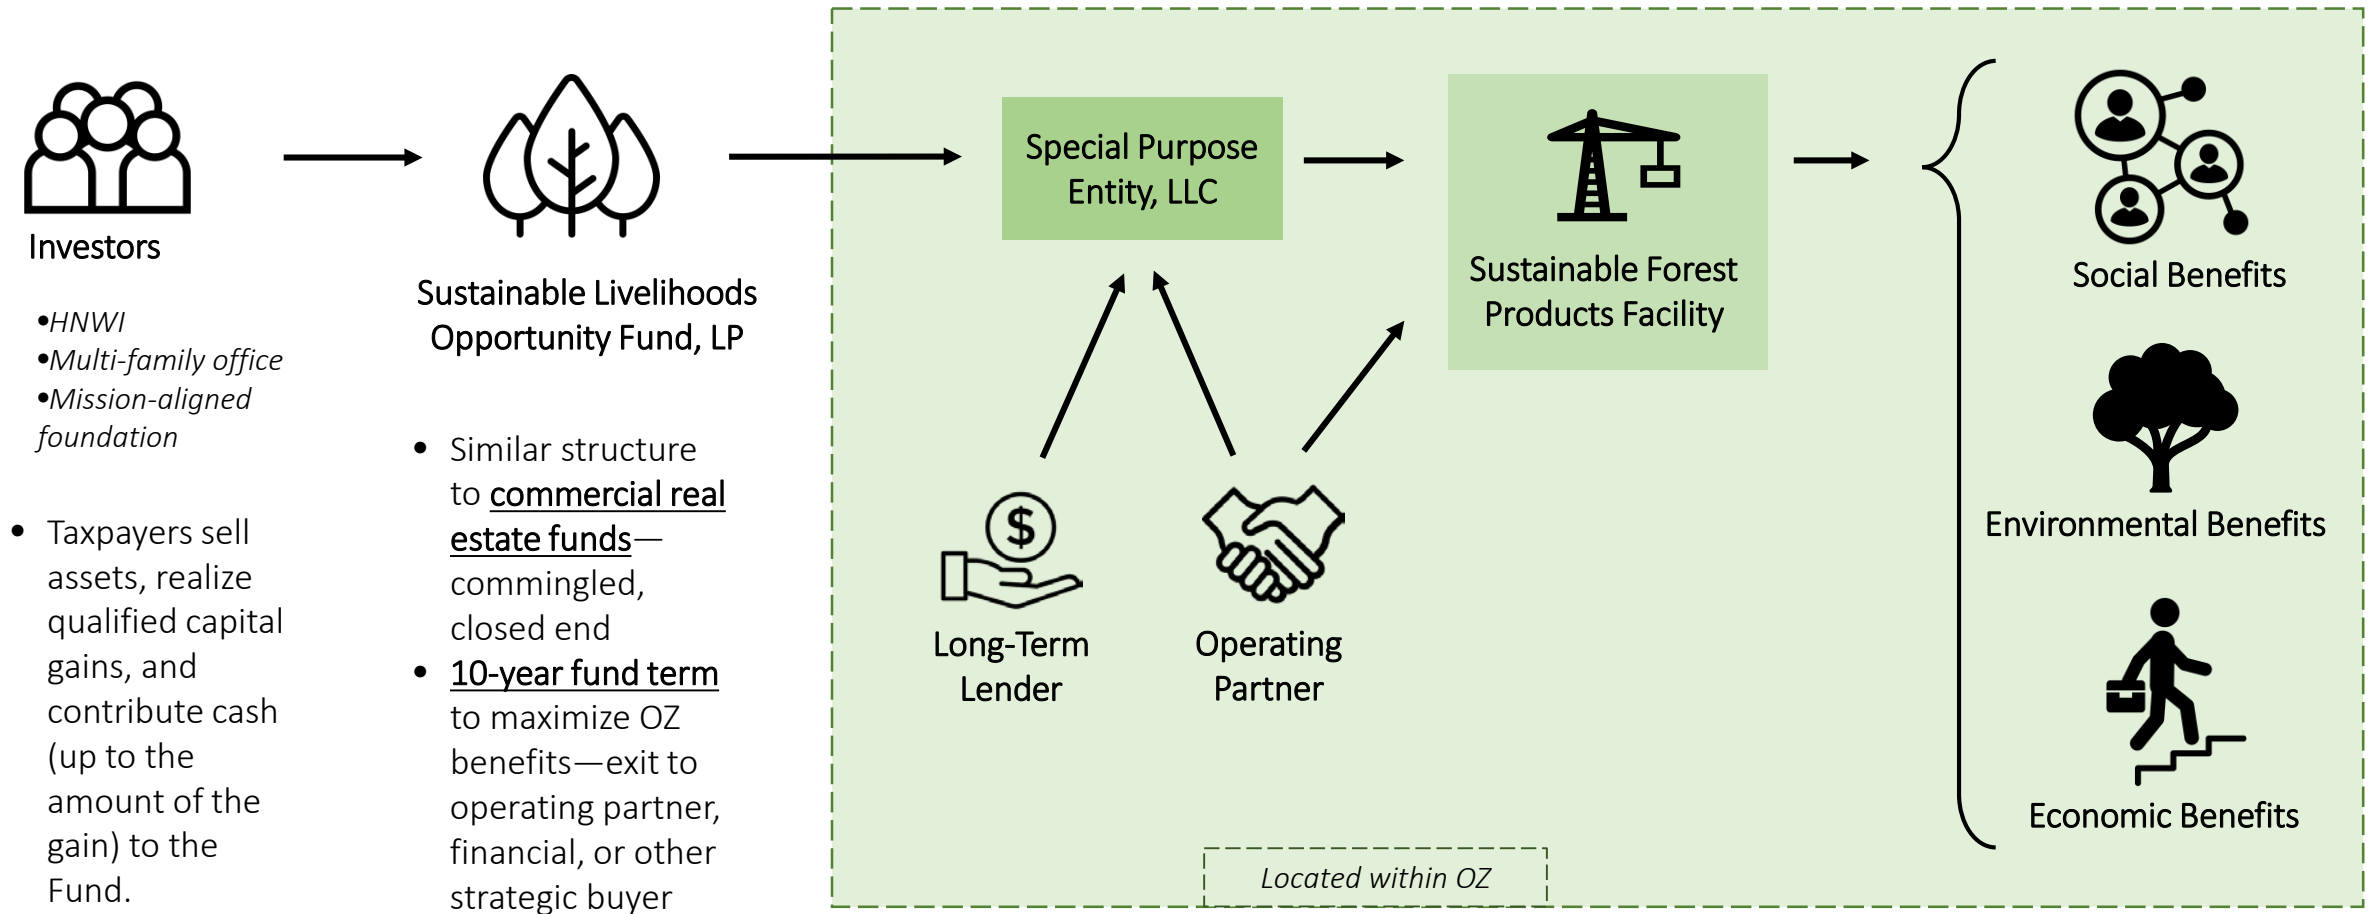 Investors
•HNWI
•Multi-family office
•Mission-aligned
foundation
• Taxpayers sell
assets, realize
qualified capital
gains, and
contribute cash
(up to the
amount of the
gain) to the
Fund.
Sustainable Livelihoods
Opportunity Fund, LP
• Similar structure
to commercial real
estate funds—
commingled,
closed end
• 10-year fund term
to maximize OZ
benefits—exit to
operating partner,
financial, or other
strategic buyer
Special Purpose
Entity, LLC
Sustainable Forest
Products Facility
$
Long-Term
Lender
Operating
Partner
Social Benefits
Environmental Benefits
Economic Benefits
Located within OZ